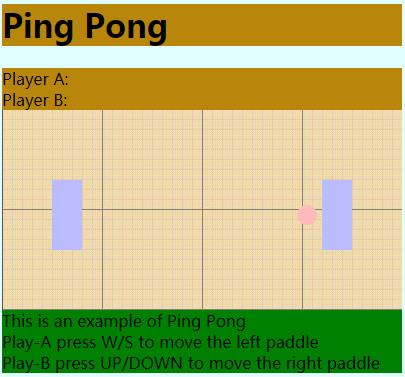 Ping Pong
Player A:
Player B:
This is an example of Ping Pong
Play-A press W/S to move the left paddle
Play-B press UP/DOWN to move the right paddle